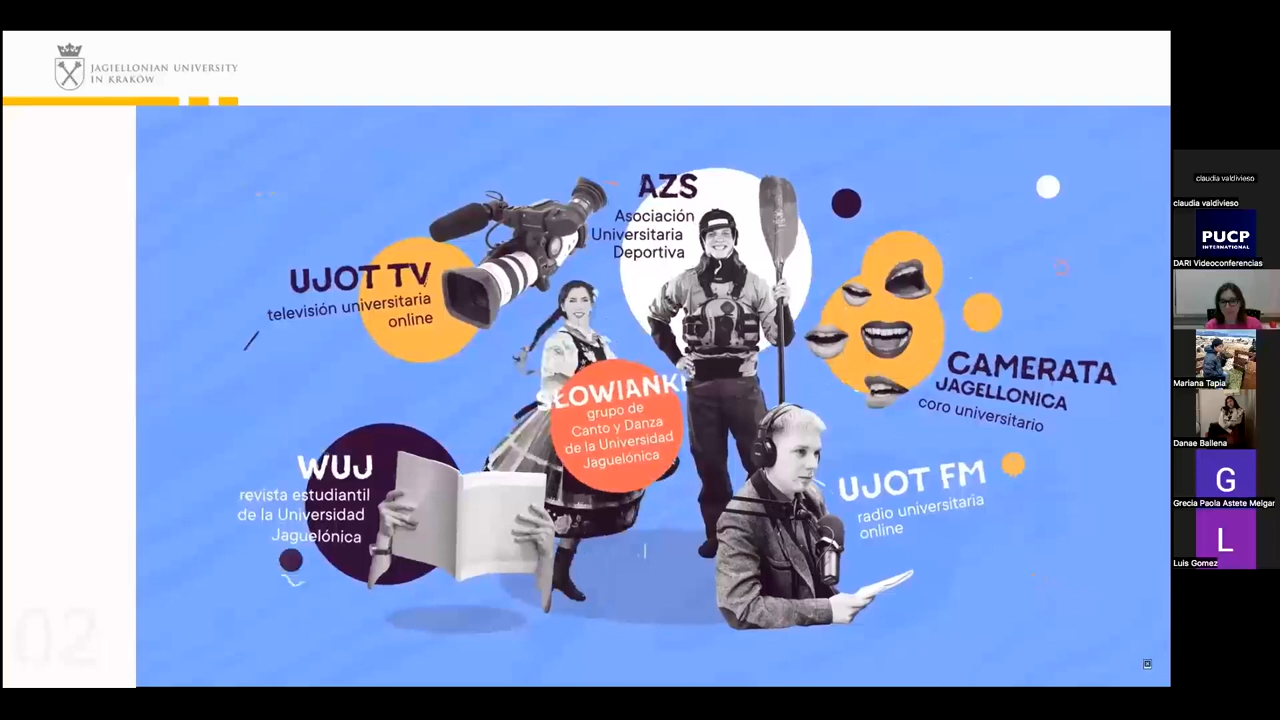 JAGIELLONIAN UNIVERSITY
IN KRAKÓW
AZS
Asociación
Universitaria
Deportiva
UJOT TV
televisión universitaria
online
CAMERATA
JAGELLONICA
coro universitario
SŁOWIANKI
grupo de
Canto y Danza
de la Universidad
Jaguelónica
WUJ
revista estudiantil
de la Universidad
Jaguelónica
UJOT FM
radio universitaria
online
02
claudia valdivieso
claudia valdivieso
PUCP
INTERNATIONAL
DARI Videoconferencias
Mariana Tapia
Danae Ballena
G
Grecia Paola Astete Melgar
L
Luis Gomez